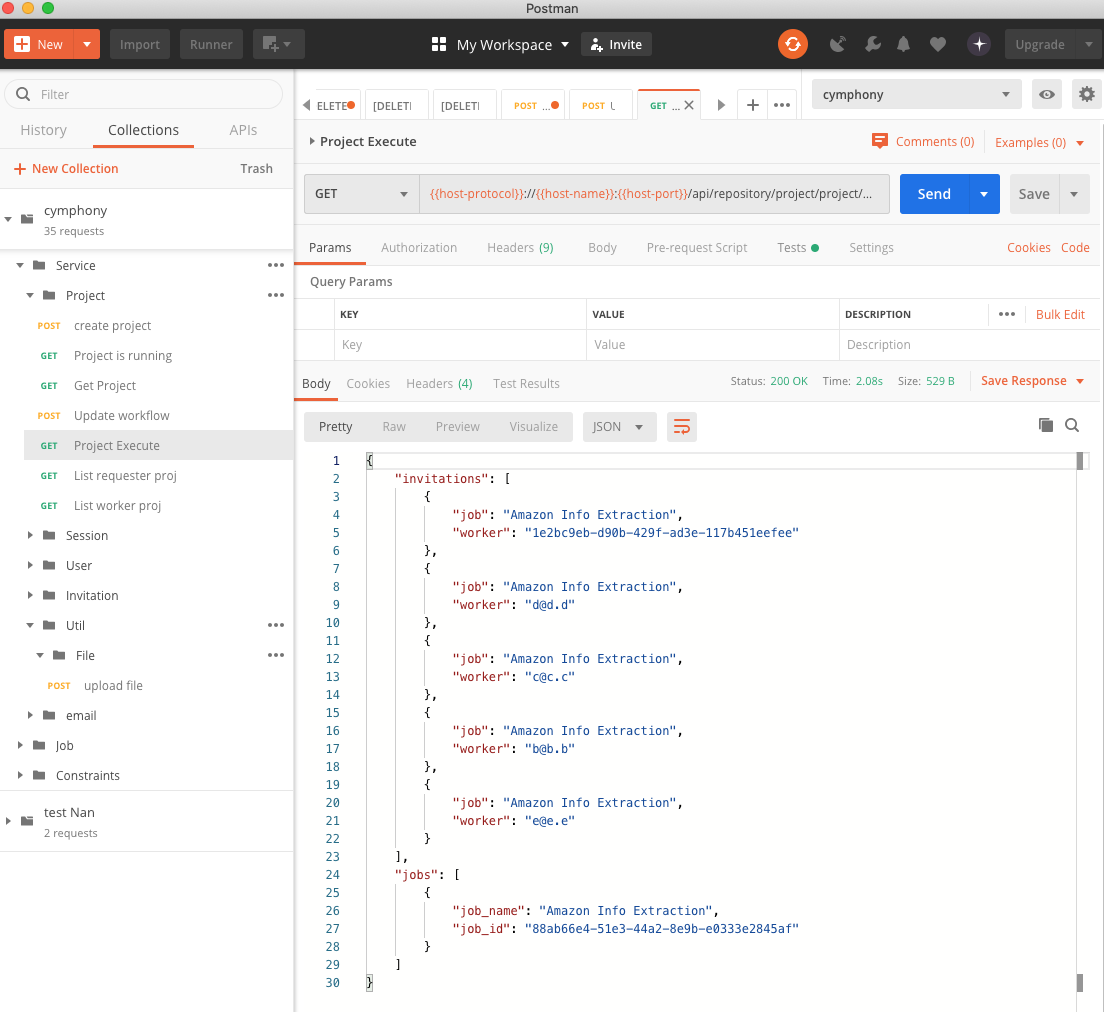 Postman
New Import Runner My Workspace Invite Upgrade
Filter
History Collections APIs
+ New Collection Trash
cymphony
35 requests
Service
Project
POST create project
GET Project is running
GET Get Project
POST Update workflow
GET Project Execute
GET List requester proj
GET List worker proj
Session
User
Invitation
Util
File
POST upload file
email
Job
Constraints
test Nan
2 requests
ELETE [DELETI [DELETI POST ... POST GET ... cymphony
Project Execute Comments (0) Examples (0)
GET {{host-protocol}}://{{host-name}}:{{host-port}}/api/repository/project/project/... Send Save
Params Authorization Headers (9) Body Pre-request Script Tests Settings Cookies Code
Query Params
KEY VALUE DESCRIPTION ••• Bulk Edit
Key Value Description
Body Cookies Headers (4) Test Results Status: 200 OK Time: 2.08s Size: 529 B Save Response
Pretty Raw Preview Visualize JSON
1 {
2 "invitations": [
3 {
4 "job": "Amazon Info Extraction",
5 "worker": "1e2bc9eb-d90b-429f-ad3e-117b451eefee"
6 },
7 {
8 "job": "Amazon Info Extraction",
9 "worker": "d@d.d"
10 },
11 {
12 "job": "Amazon Info Extraction",
13 "worker": "c@c.c"
14 },
15 {
16 "job": "Amazon Info Extraction",
17 "worker": "b@b.b"
18 },
19 {
20 "job": "Amazon Info Extraction",
21 "worker": "e@e.e"
22 }
23 ],
24 "jobs": [
25 {
26 "job_name": "Amazon Info Extraction",
27 "job_id": "88ab66e4-51e3-44a2-8e9b-e0333e2845af"
28 }
29 ]
30 }